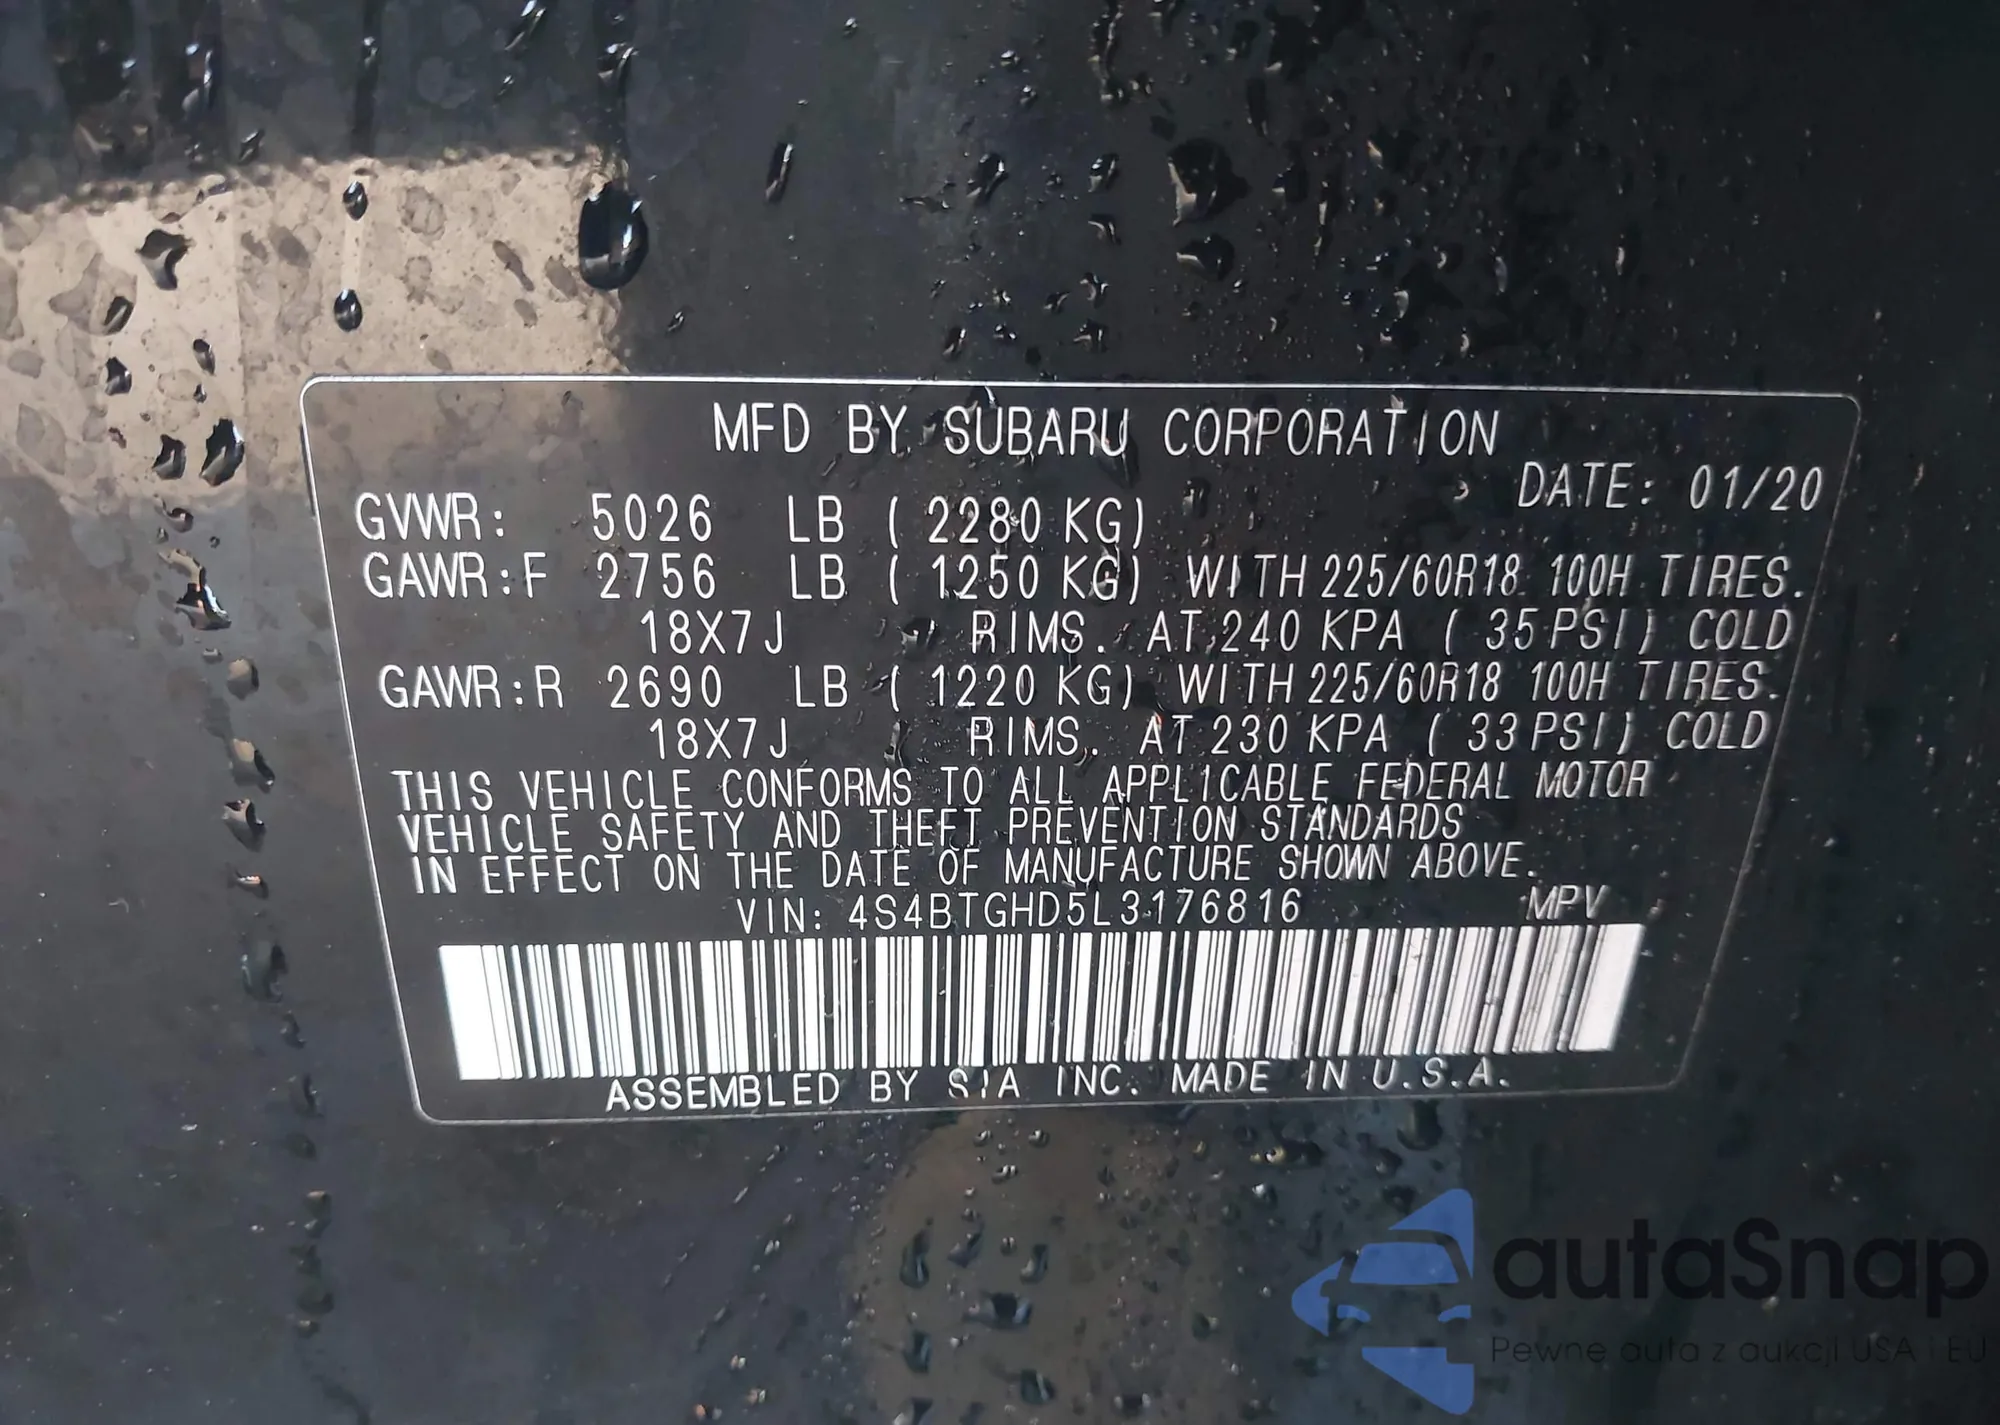 MFD BY SUBARU CORPORATION
DATE: 01/20
GVWR: 5026 LB ( 2280 KG)
GAWR:F 2756 LB ( 1250 KG) WITH 225/60R18 100H TIRES.
18X7J RIMS. AT 240 KPA ( 35 PSI) COLD
GAWR:R 2690 LB ( 1220 KG) WITH 225/60R18 100H TIRES.
18X7J RIMS. AT 230 KPA ( 33 PSI) COLD
THIS VEHICLE CONFORMS TO ALL APPLICABLE FEDERAL MOTOR
VEHICLE SAFETY AND THEFT PREVENTION STANDARDS
IN EFFECT ON THE DATE OF MANUFACTURE SHOWN ABOVE.
VIN: 4S4BTGHD5L3176816 MPV
ASSEMBLED BY SIA INC. MADE IN U.S.A.
autaSnap
Pewne auta z aukcji USA i EU